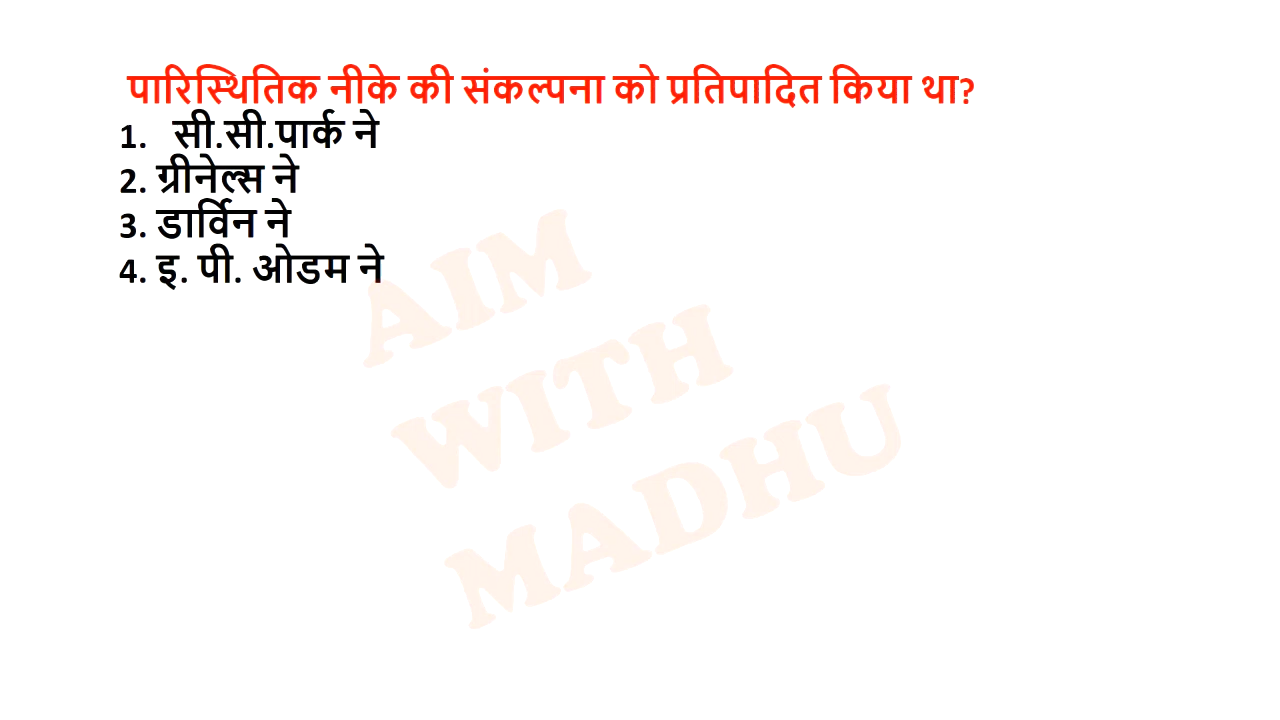 पारिस्थितिक नीके की संकल्पना को प्रतिपादित किया था?
1. सी.सी.पार्क ने
2. ग्रीनेल्स ने
3. डार्विन ने
4. इ. पी. ओडम ने
AIM
WITH
MADHU